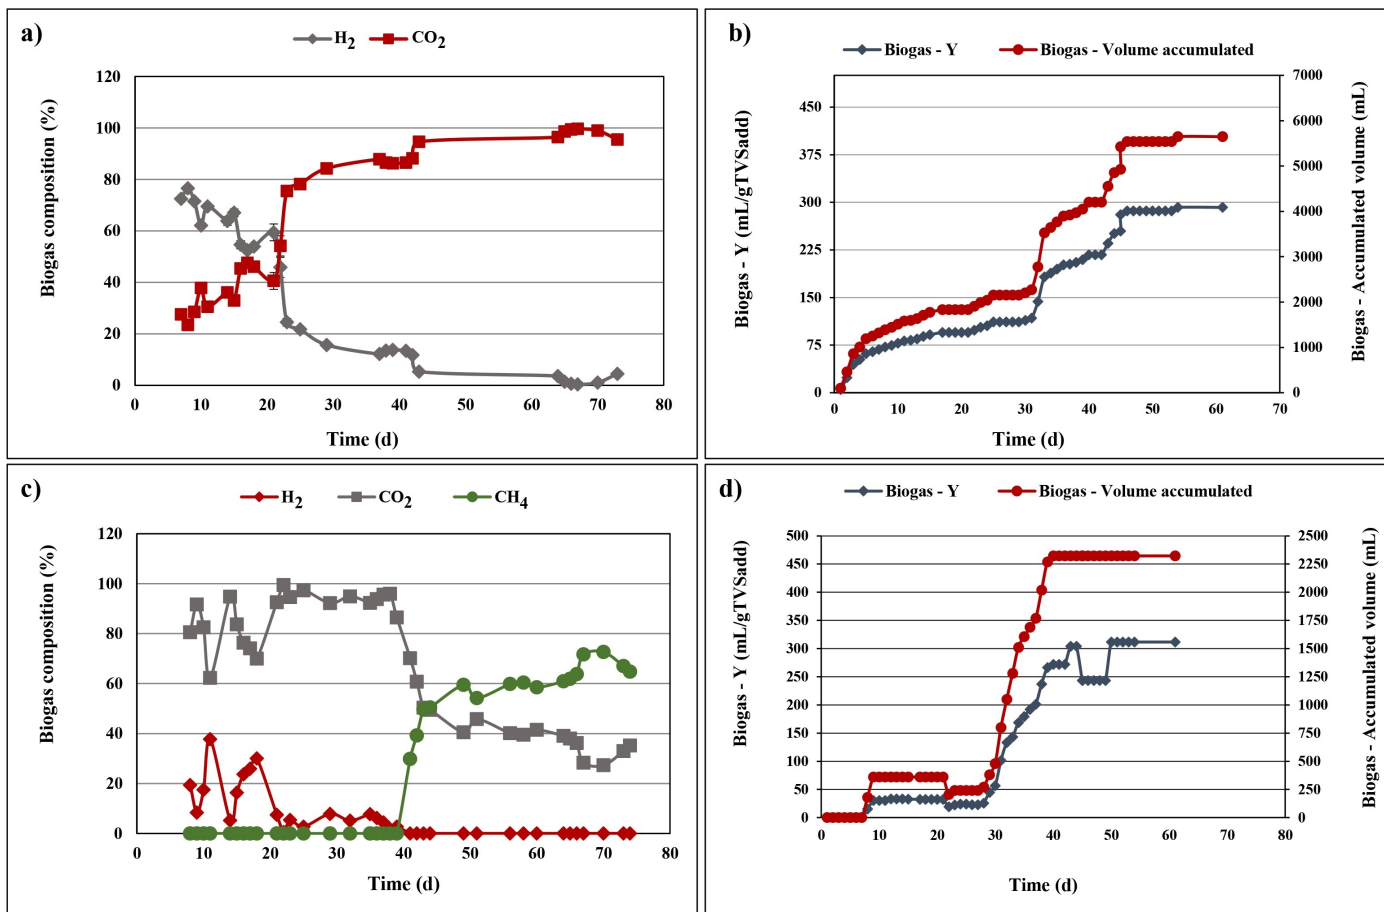 a)
H2 CO2
Biogas composition (%)
120
100
80
60
40
20
0
0 10 20 30 40 50 60 70 80
Time (d)
b)
Biogas - Y Biogas - Volume accumulated
Biogas - Y (mL/gTVSadd)
450
375
300
225
150
75
0
7000
6000
5000
4000
3000
2000
1000
0
Biogas - Accumulated volume (mL)
0 10 20 30 40 50 60 70
Time (d)
c)
H2 CO2 CH4
Biogas composition (%)
120
100
80
60
40
20
0
0 10 20 30 40 50 60 70 80
Time (d)
d)
Biogas - Y Biogas - Volume accumulated
Biogas - Y (mL/gTVSadd)
500
450
400
350
300
250
200
150
100
50
0
2500
2250
2000
1750
1500
1250
1000
750
500
250
0
Biogas - Accumulated volume (mL)
0 10 20 30 40 50 60 70 80
Time (d)